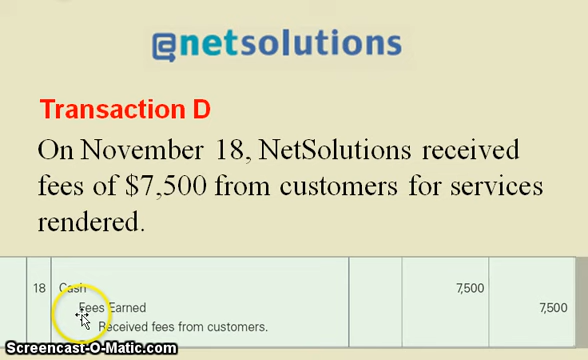 @netsolutions
Transaction D
On November 18, NetSolutions received
fees of $7,500 from customers for services
rendered.
18 Cash 7,500
Fees Earned 7,500
Received fees from customers.
Screencast-O-Matic.com